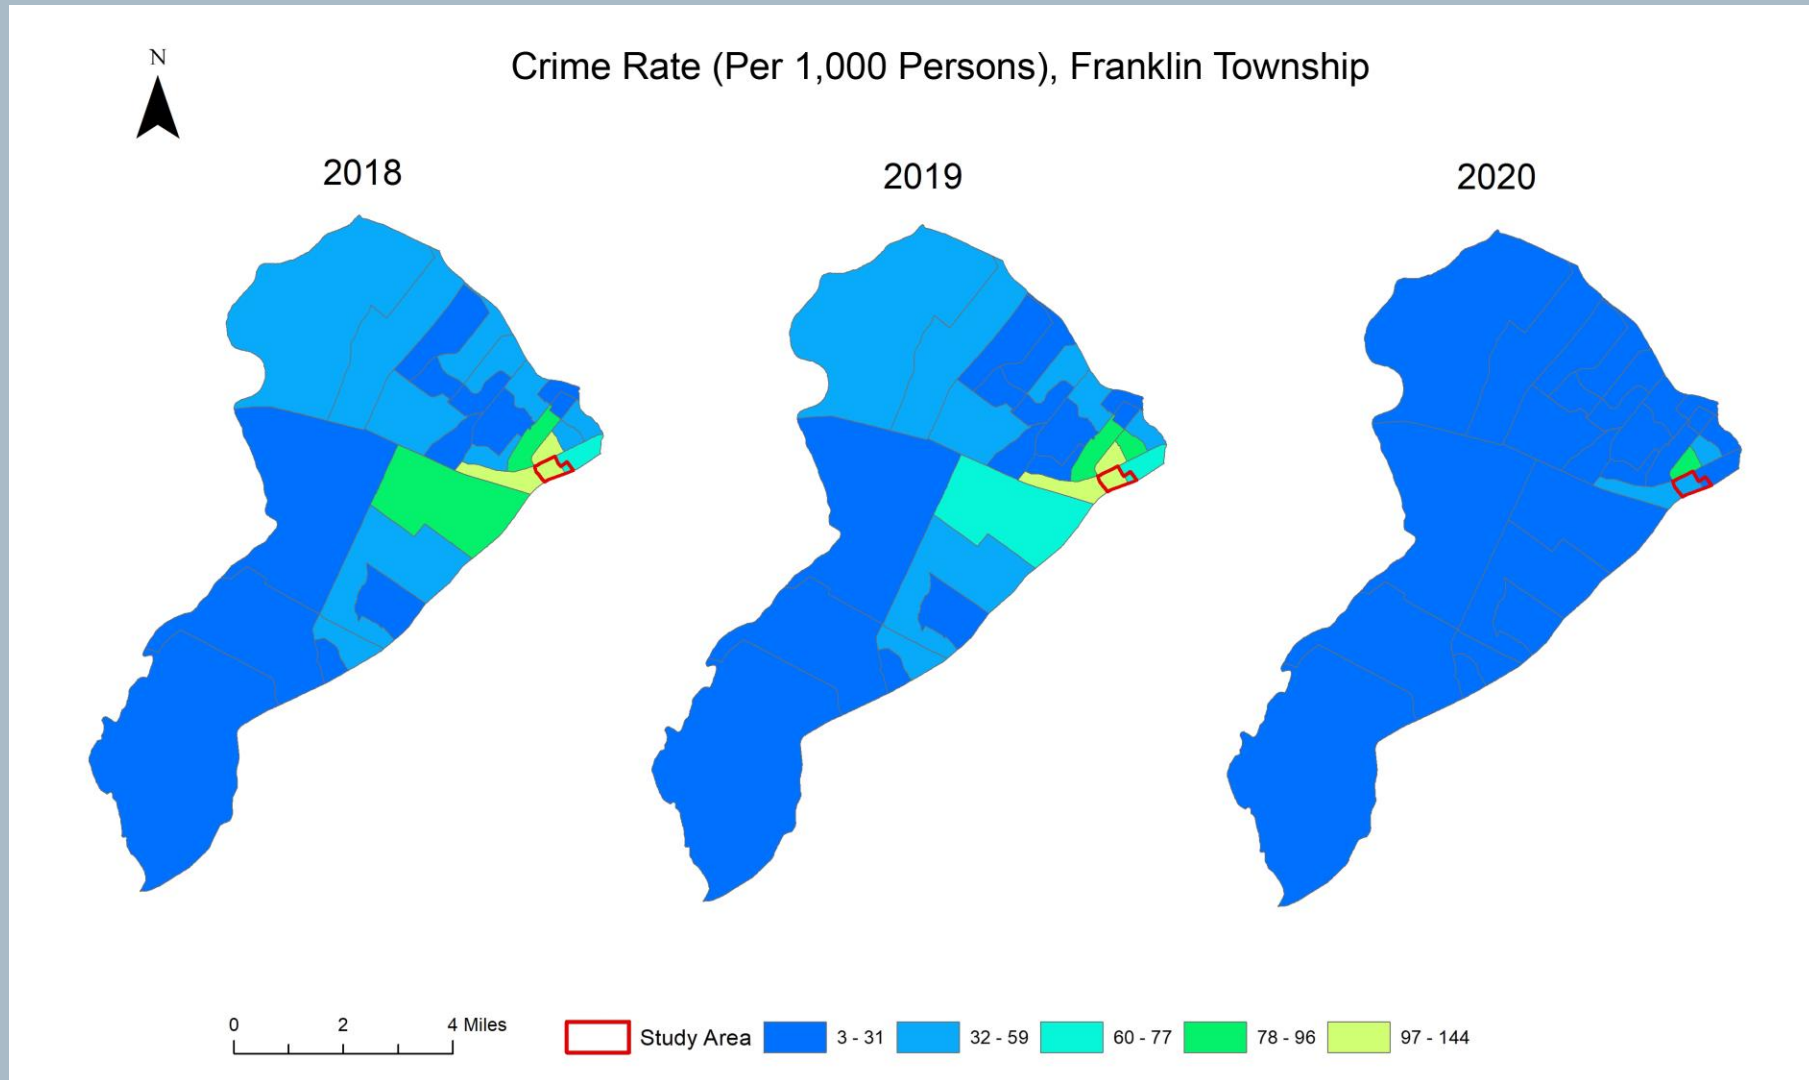 N
Crime Rate (Per 1,000 Persons), Franklin Township
2018
2019
2020
0 2 4 Miles
Study Area 3 - 31 32 - 59 60 - 77 78 - 96 97 - 144